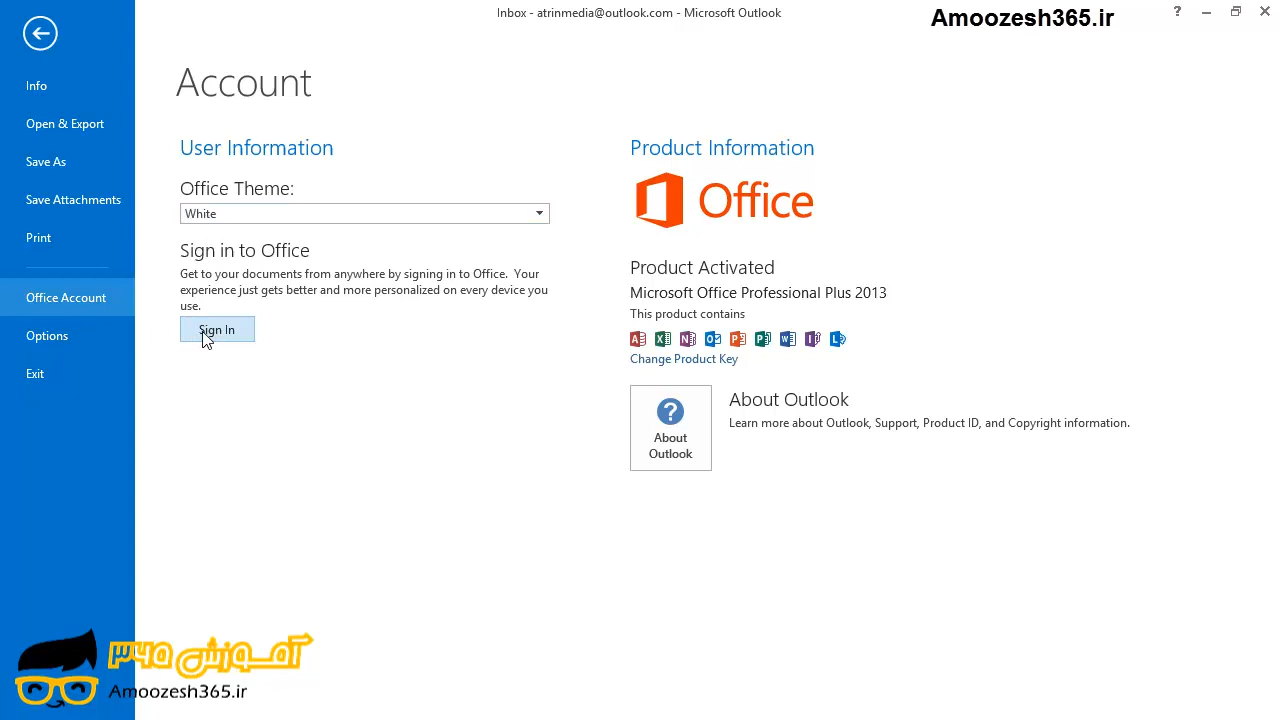 Inbox - atrinmedia@outlook.com - Microsoft Outlook
Amoozesh365.ir
?
Info
Open & Export
Save As
Save Attachments
Print
Office Account
Options
Exit
Account
User Information
Office Theme:
White
Sign in to Office
Get to your documents from anywhere by signing in to Office. Your
experience just gets better and more personalized on every device you
use.
Sign In
Product Information
Office
Product Activated
Microsoft Office Professional Plus 2013
This product contains
Change Product Key
?
About
Outlook
About Outlook
Learn more about Outlook, Support, Product ID, and Copyright information.
آموزش ۳۶۵
Amoozesh365.ir